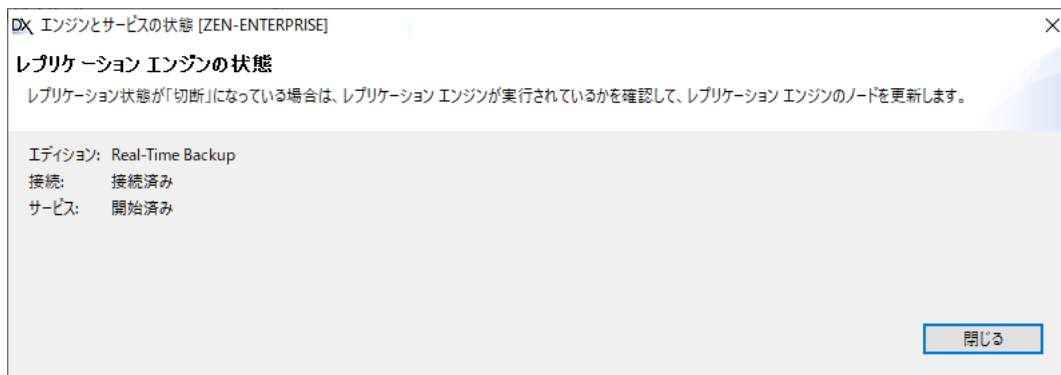 DX エンジンとサービスの状態 [ZEN-ENTERPRISE]
レプリケーション エンジンの状態
レプリケーション状態が「切断」になっている場合は、レプリケーション エンジンが実行されているかを確認して、レプリケーション エンジンのノードを更新します。
エディション: Real-Time Backup
接続: 接続済み
サービス: 開始済み
閉じる